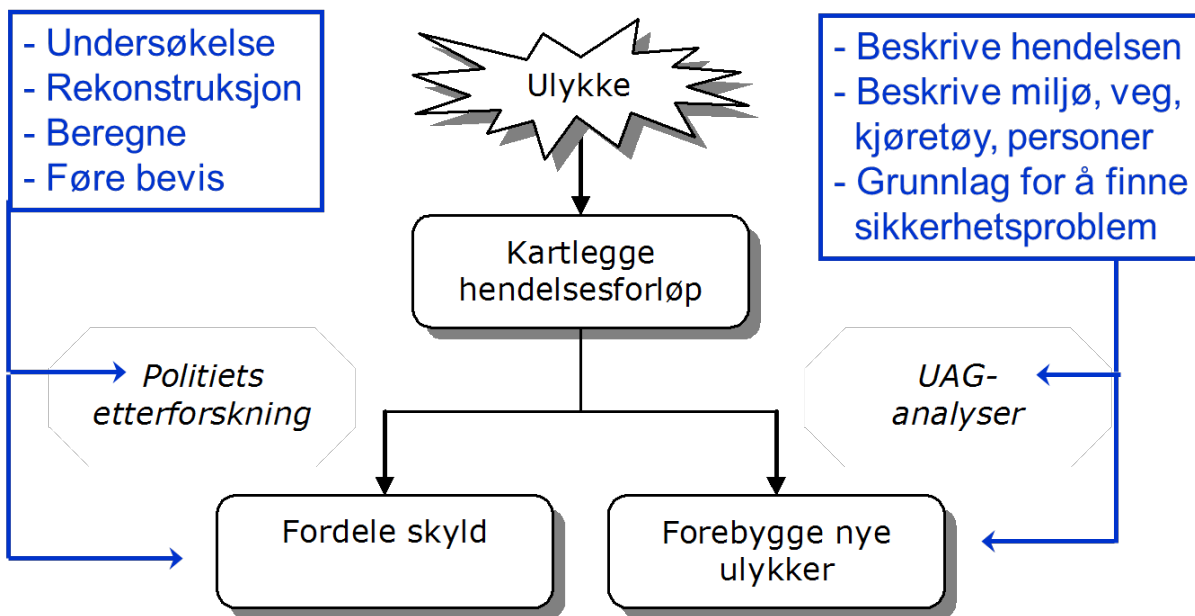 - Undersøkelse
- Rekonstruksjon
- Beregne
- Føre bevis
Ulykke
- Beskrive hendelsen
- Beskrive miljø, veg,
kjøretøy, personer
- Grunnlag for å finne
sikkerhetsproblem
Kartlegge
hendelsesforløp
Politiets
etterforskning
UAG-
analyser
Fordele skyld
Forebygge nye
ulykker